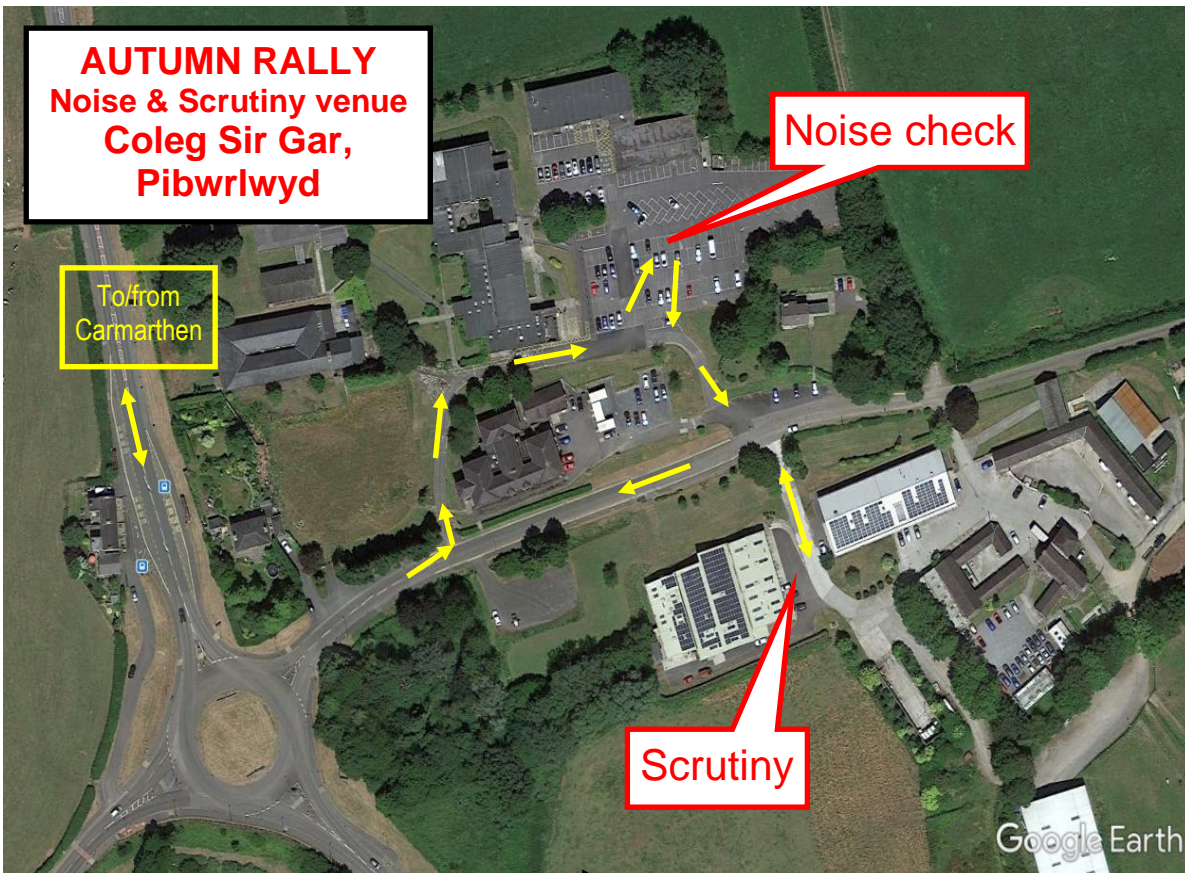 AUTUMN RALLY
Noise & Scrutiny venue
Coleg Sir Gar,
Pibwrlwyd
Noise check
To/from
Carmarthen
Scrutiny
Google Earth